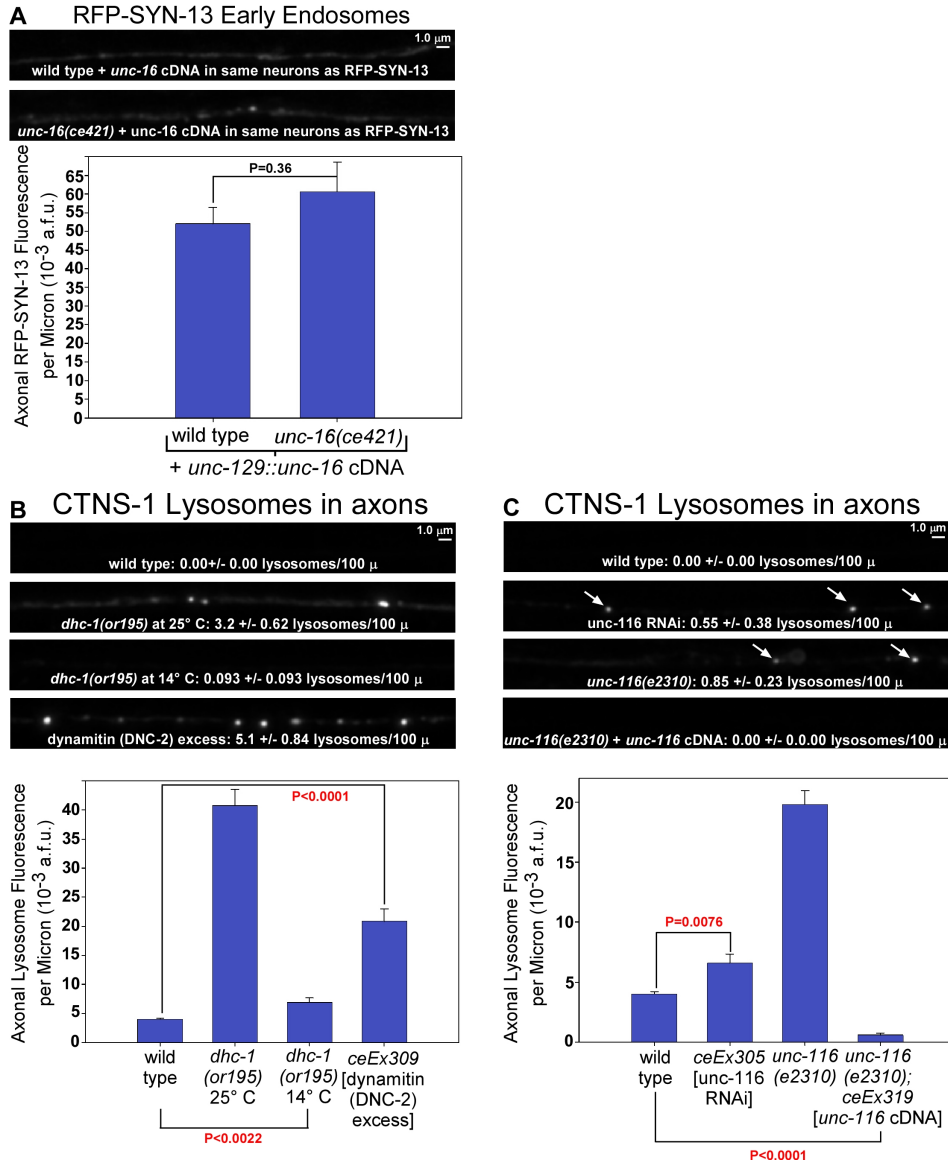 A
RFP-SYN-13 Early Endosomes
1.0 μm
wild type + unc-16 cDNA in same neurons as RFP-SYN-13
unc-16(ce421) + unc-16 cDNA in same neurons as RFP-SYN-13
Axonal RFP-SYN-13 Fluorescence
per Micron (10-3 a.f.u.)
65
60
55
50
45
40
35
30
25
20
15
10
5
0
P=0.36
wild type
unc-16(ce421)
+ unc-129::unc-16 cDNA
B
CTNS-1 Lysosomes in axons
1.0 μm
wild type: 0.00+/- 0.00 lysosomes/100 μ
dhc-1(or195) at 25° C: 3.2 +/- 0.62 lysosomes/100 μ
dhc-1(or195) at 14° C: 0.093 +/- 0.093 lysosomes/100 μ
dynamitin (DNC-2) excess: 5.1 +/- 0.84 lysosomes/100 μ
Axonal Lysosome Fluorescence
per Micron (10-3 a.f.u.)
40
35
30
25
20
15
10
5
0
P<0.0001
wild
type
dhc-1
(or195)
25° C
dhc-1
(or195)
14° C
ceEx309
[dynamitin
(DNC-2)
excess]
P<0.0022
C
CTNS-1 Lysosomes in axons
1.0 μm
wild type: 0.00 +/- 0.00 lysosomes/100 μ
unc-116 RNAi: 0.55 +/- 0.38 lysosomes/100 μ
unc-116(e2310): 0.85 +/- 0.23 lysosomes/100 μ
unc-116(e2310) + unc-116 cDNA: 0.00 +/- 0.0.00 lysosomes/100 μ
Axonal Lysosome Fluorescence
per Micron (10-3 a.f.u.)
20
15
10
5
0
P=0.0076
wild
type
ceEx305
[unc-116
RNAi]
unc-116
(e2310)
unc-116
(e2310);
ceEx319
[unc-116 cDNA]
P<0.0001